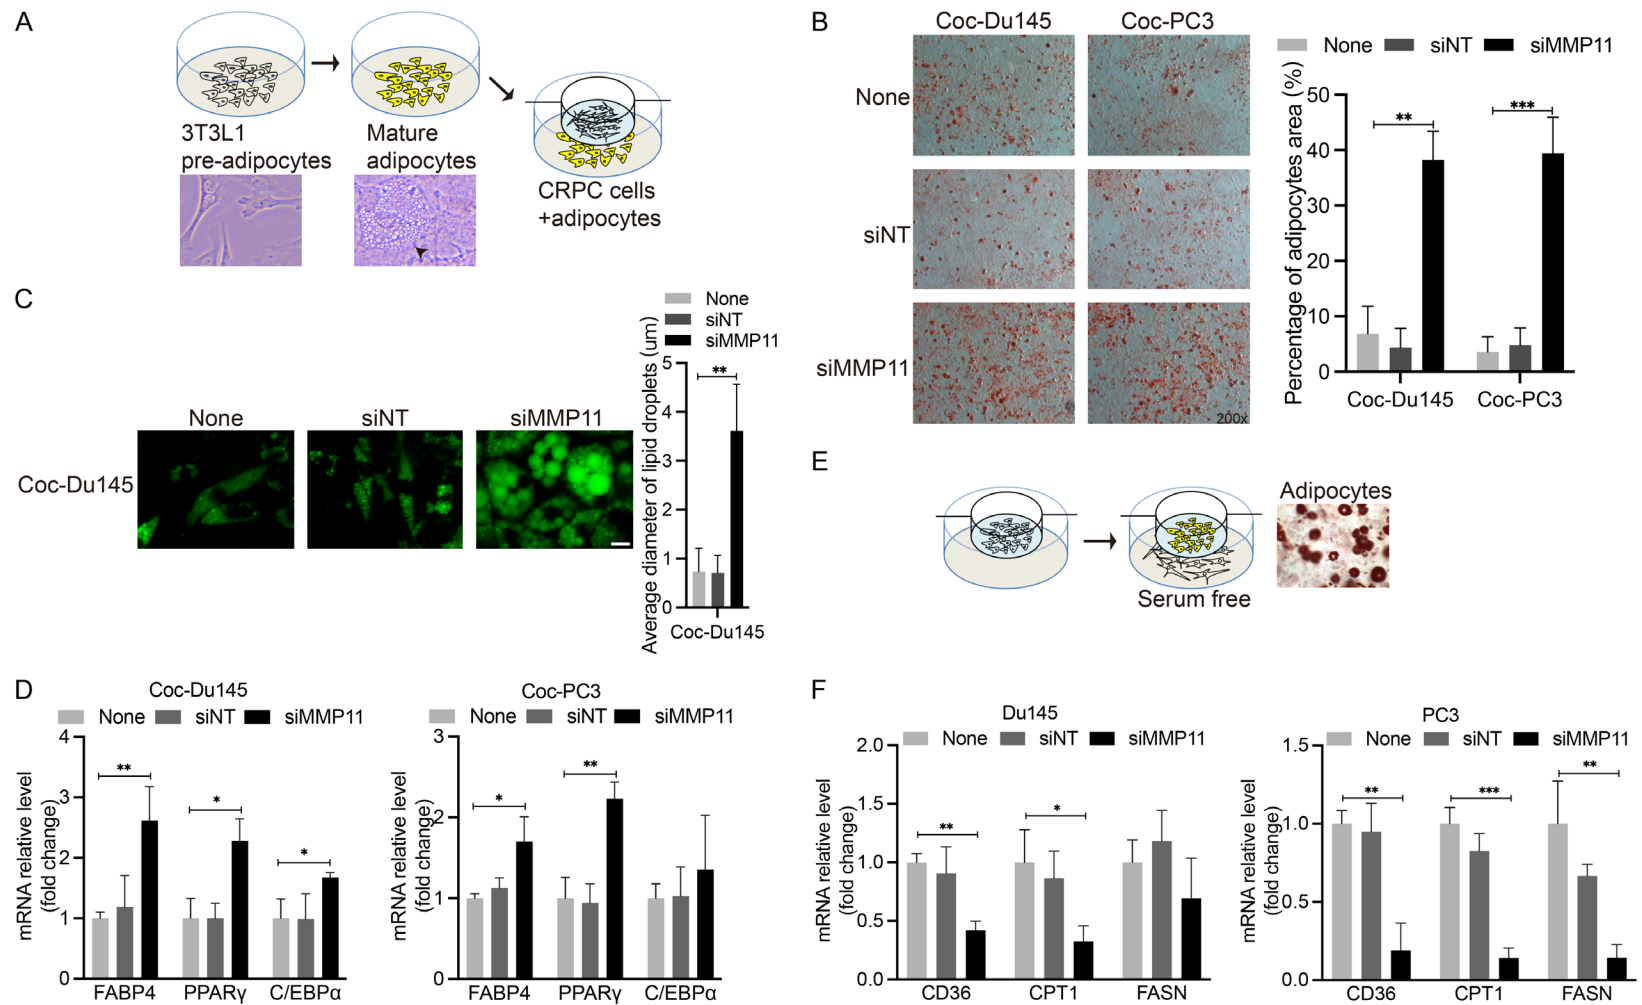 A
3T3L1
pre-adipocytes
Mature
adipocytes
CRPC cells
+adipocytes
B
Coc-Du145
Coc-PC3
None
siNT
siMMP11
200x
None
siNT
siMMP11
Percentage of adipocytes area (%)
50
40
30
20
10
0
**
***
Coc-Du145
Coc-PC3
C
None
siNT
siMMP11
Coc-Du145
None
siNT
siMMP11
Average diameter of lipid droplets (um)
5
4
3
2
1
0
**
Coc-Du145
D
Coc-Du145
None
siNT
siMMP11
mRNA relative level
(fold change)
4
3
2
1
0
**
*
*
FABP4
PPARγ
C/EBPα
Coc-PC3
None
siNT
siMMP11
mRNA relative level
(fold change)
3
2
1
0
*
**
FABP4
PPARγ
C/EBPα
E
Serum free
Adipocytes
F
Du145
None
siNT
siMMP11
mRNA relative level
(fold change)
2.0
1.5
1.0
0.5
0.0
**
*
CD36
CPT1
FASN
PC3
None
siNT
siMMP11
mRNA relative level
(fold change)
1.5
1.0
0.5
0.0
**
***
**
CD36
CPT1
FASN